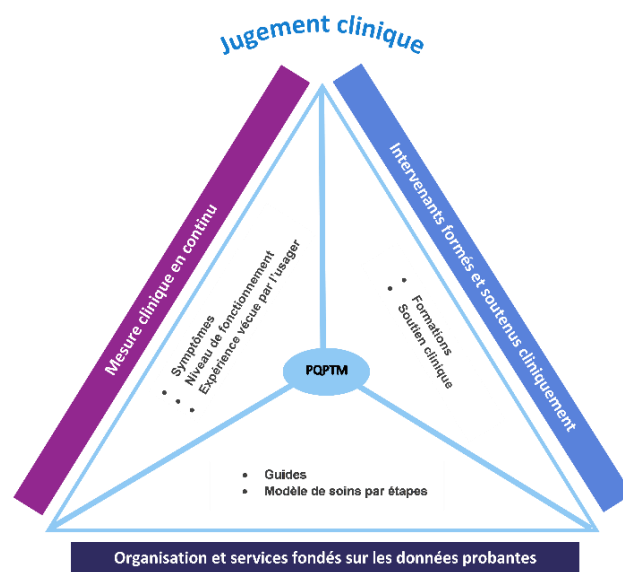 Jugement clinique
Mesure clinique en continu
Intervenants formés et soutenus cliniquement
• Symptômes
• Niveau de fonctionnement
• Expérience vécue par l'usager
• Formations
• Soutien clinique
PQPTM
• Guides
• Modèle de soins par étapes
Organisation et services fondés sur les données probantes